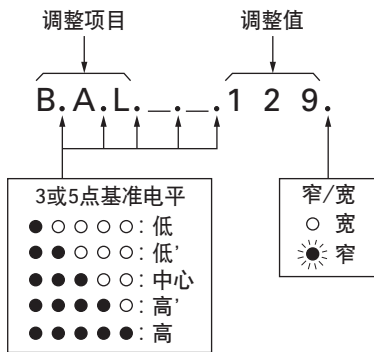 调整项目 调整值
B.A.L._._.1 2 9.
3或5点基准电平
●○○○○: 低
●●○○○: 低'
●●●○○: 中心
●●●●○: 高'
●●●●●: 高
窄/宽
○ 宽
● 窄